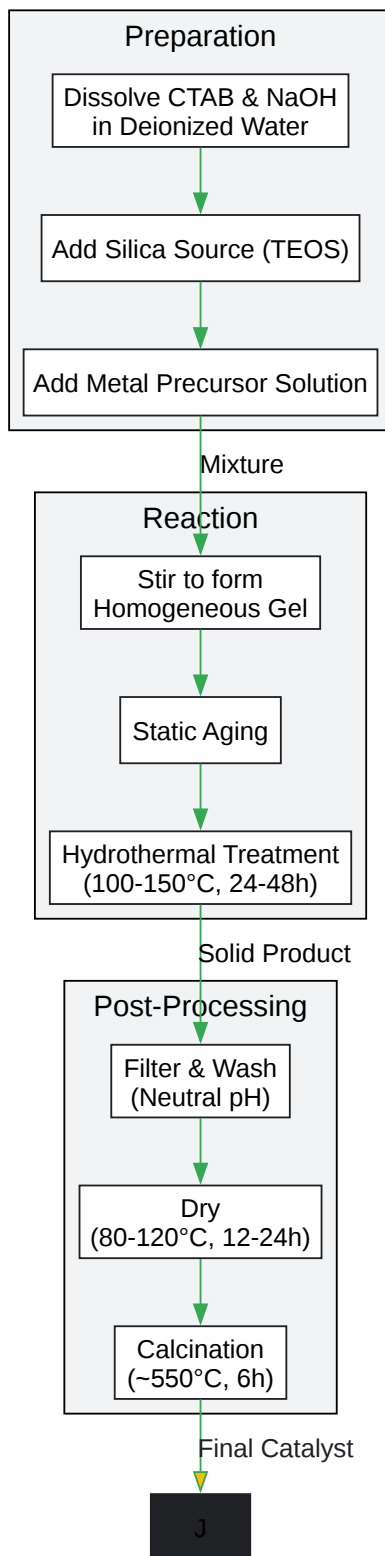 Preparation
Dissolve CTAB & NaOH
in Deionized Water
Add Silica Source (TEOS)
Add Metal Precursor Solution
Mixture
Reaction
Stir to form
Homogeneous Gel
Static Aging
Hydrothermal Treatment
(100-150°C, 24-48h)
Solid Product
Post-Processing
Filter & Wash
(Neutral pH)
Dry
(80-120°C, 12-24h)
Calcination
(~550°C, 6h)
Final Catalyst
J